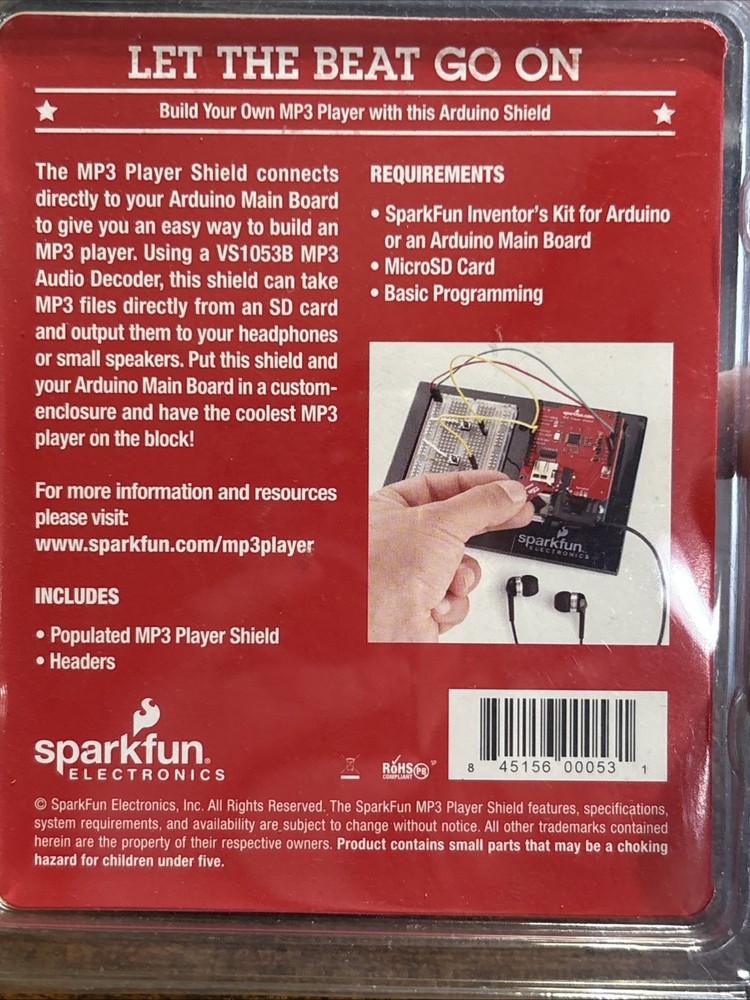 LET THE BEAT GO ON
Build Your Own MP3 Player with this Arduino Shield
The MP3 Player Shield connects
directly to your Arduino Main Board
to give you an easy way to build an
MP3 player. Using a VS1053B MP3
Audio Decoder, this shield can take
MP3 files directly from an SD card
and output them to your headphones
or small speakers. Put this shield and
your Arduino Main Board in a custom-
enclosure and have the coolest MP3
player on the block!
For more information and resources
please visit:
www.sparkfun.com/mp3player
INCLUDES
• Populated MP3 Player Shield
• Headers
REQUIREMENTS
• SparkFun Inventor's Kit for Arduino
or an Arduino Main Board
• MicroSD Card
• Basic Programming
sparkfun.com
sparkfun
ELECTRONICS
sparkfun®
ELECTRONICS
RoHS
COMPLIANT
PB
8 45156 00053 1
© SparkFun Electronics, Inc. All Rights Reserved. The SparkFun MP3 Player Shield features, specifications,
system requirements, and availability are subject to change without notice. All other trademarks contained
herein are the property of their respective owners. Product contains small parts that may be a choking
hazard for children under five.